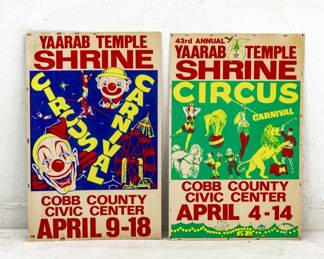 YAARAB TEMPLE
SHRINE
CIRCUS
CARNIVAL
COBB COUNTY
CIVIC CENTER
APRIL 9-18
43rd ANNUAL
YAARAB TEMPLE
SHRINE
CIRCUS
CARNIVAL
COBB COUNTY
CIVIC CENTER
APRIL 4-14